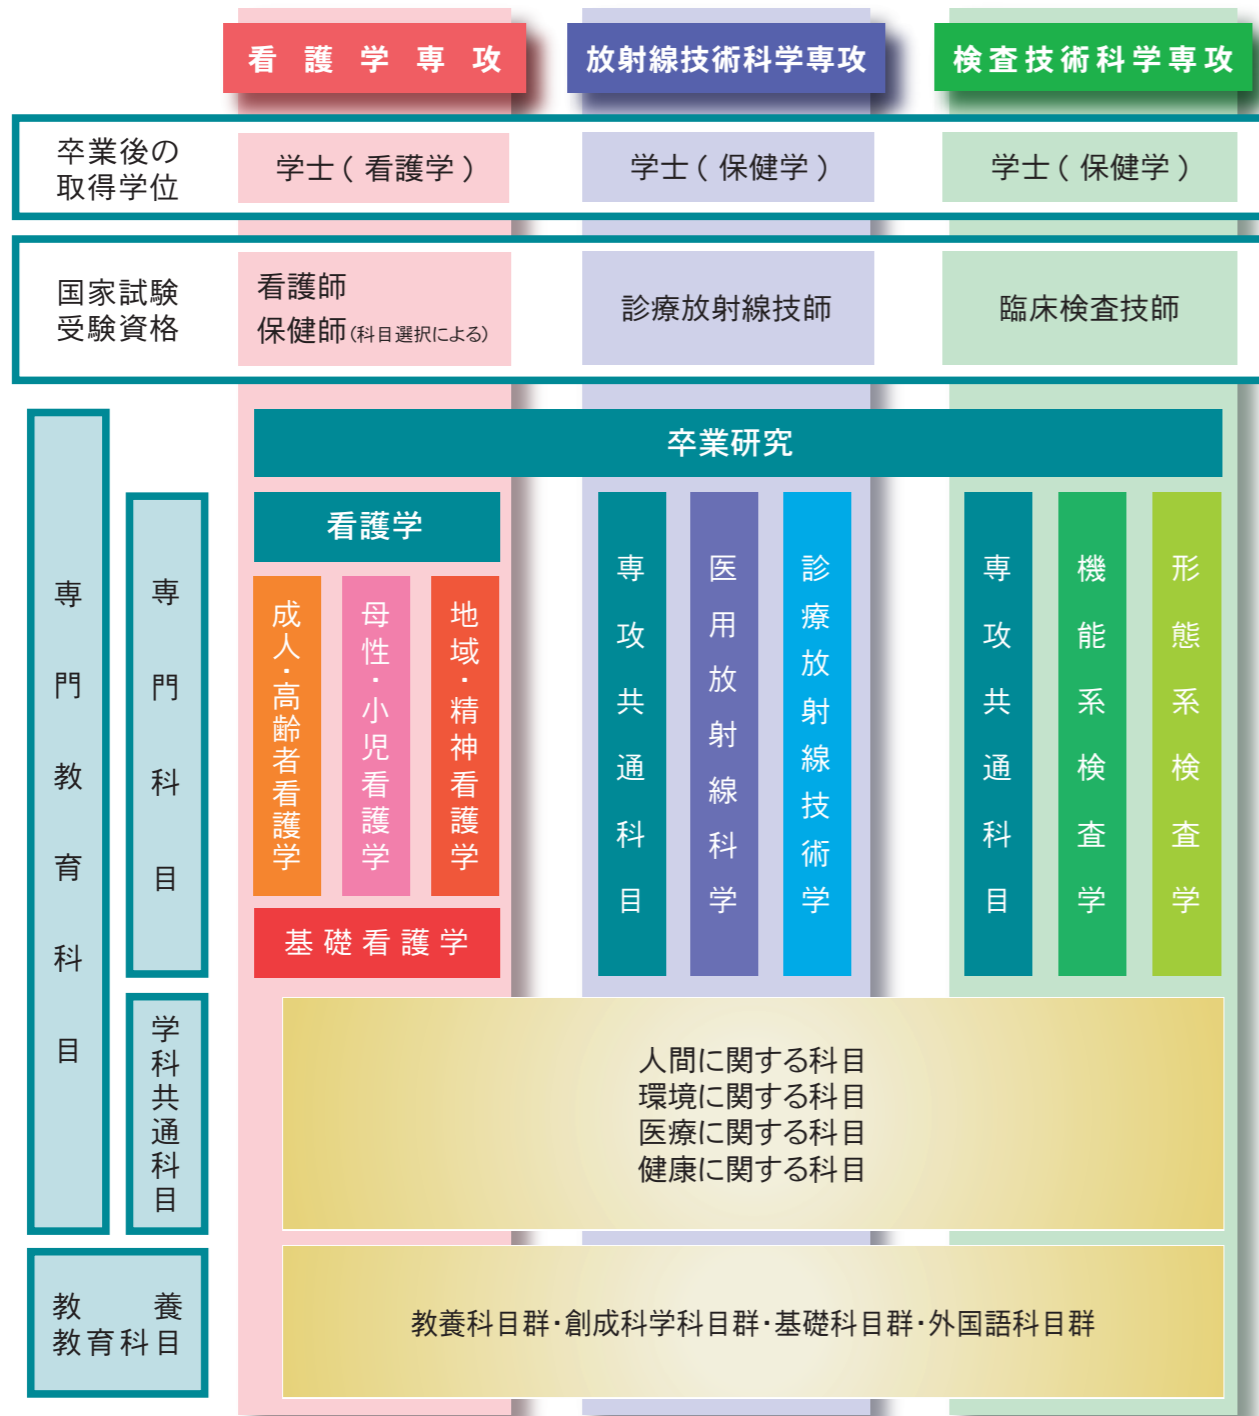 看護学専攻
放射線技術科学専攻
検査技術科学専攻
卒業後の
取得学位
学士（看護学）
学士（保健学）
学士（保健学）
国家試験
受験資格
看護師
保健師（科目選択による）
診療放射線技師
臨床検査技師
専門教育科目
専門科目
卒業研究
看護学
成人・高齢者看護学
母性・小児看護学
地域・精神看護学
基礎看護学
専攻共通科目
医用放射線科学
診療放射線技術学
専攻共通科目
機能系検査学
形態系検査学
学科共通科目
人間に関する科目
環境に関する科目
医療に関する科目
健康に関する科目
教養
教育科目
教養科目群・創成科学科目群・基礎科目群・外国語科目群